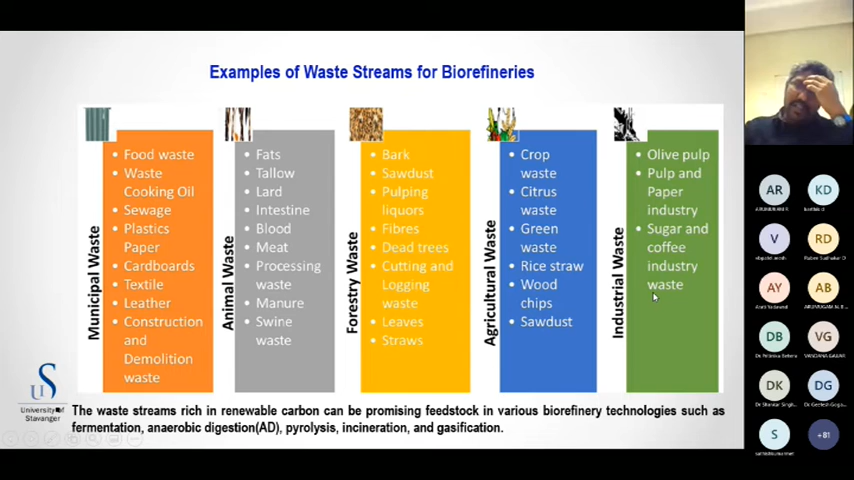 Examples of Waste Streams for Biorefineries
Municipal Waste
• Food waste
• Waste
Cooking Oil
• Sewage
• Plastics
Paper
• Cardboards
• Textile
• Leather
• Construction
and
Demolition
waste
Animal Waste
• Fats
• Tallow
• Lard
• Intestine
• Blood
• Meat
• Processing
waste
• Manure
• Swine
waste
Forestry Waste
• Bark
• Sawdust
• Pulping
liquors
• Fibres
• Dead trees
• Cutting and
Logging
waste
• Leaves
• Straws
Agricultural Waste
• Crop
waste
• Citrus
waste
• Green
waste
• Rice straw
• Wood
chips
• Sawdust
Industrial Waste
• Olive pulp
• Pulp and
Paper
industry
• Sugar and
coffee
industry
waste
University of
Stavanger
The waste streams rich in renewable carbon can be promising feedstock in various biorefinery technologies such as
fermentation, anaerobic digestion(AD), pyrolysis, incineration, and gasification.
AR
KD
V
RD
AY
AB
DB
VG
DK
DG
S
+81